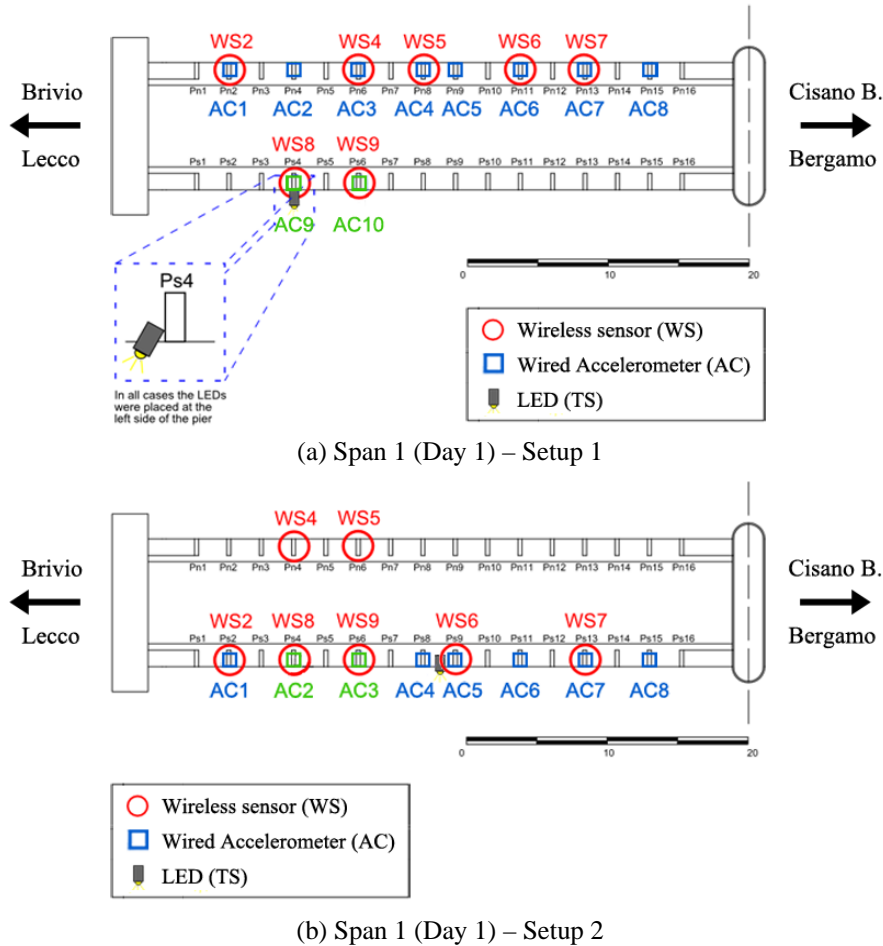 WS2 WS4 WS5 WS6 WS7
Brivio
Lecco
Cisano B.
Bergamo
Pn1 Pn2 Pn3 Pn4 Pn5 Pn6 Pn7 Pn8 Pn9 Pn10 Pn11 Pn12 Pn13 Pn14 Pn15 Pn16
AC1 AC2 AC3 AC4 AC5 AC6 AC7 AC8
WS8 WS9
Ps1 Ps2 Ps3 Ps4 Ps5 Ps6 Ps7 Ps8 Ps9 Ps10 Ps11 Ps12 Ps13 Ps14 Ps15 Ps16
AC9 AC10
Ps4
In all cases the LEDs
were placed at the
left side of the pier
0 10 20
Wireless sensor (WS)
Wired Accelerometer (AC)
LED (TS)
(a) Span 1 (Day 1) – Setup 1
WS4 WS5
Brivio
Lecco
Cisano B.
Bergamo
Pn1 Pn2 Pn3 Pn4 Pn5 Pn6 Pn7 Pn8 Pn9 Pn10 Pn11 Pn12 Pn13 Pn14 Pn15 Pn16
WS2 WS8 WS9 WS6 WS7
Ps1 Ps2 Ps3 Ps4 Ps5 Ps6 Ps7 Ps8 Ps9 Ps10 Ps11 Ps12 Ps13 Ps14 Ps15 Ps16
AC1 AC2 AC3 AC4 AC5 AC6 AC7 AC8
0 10 20
Wireless sensor (WS)
Wired Accelerometer (AC)
LED (TS)
(b) Span 1 (Day 1) – Setup 2